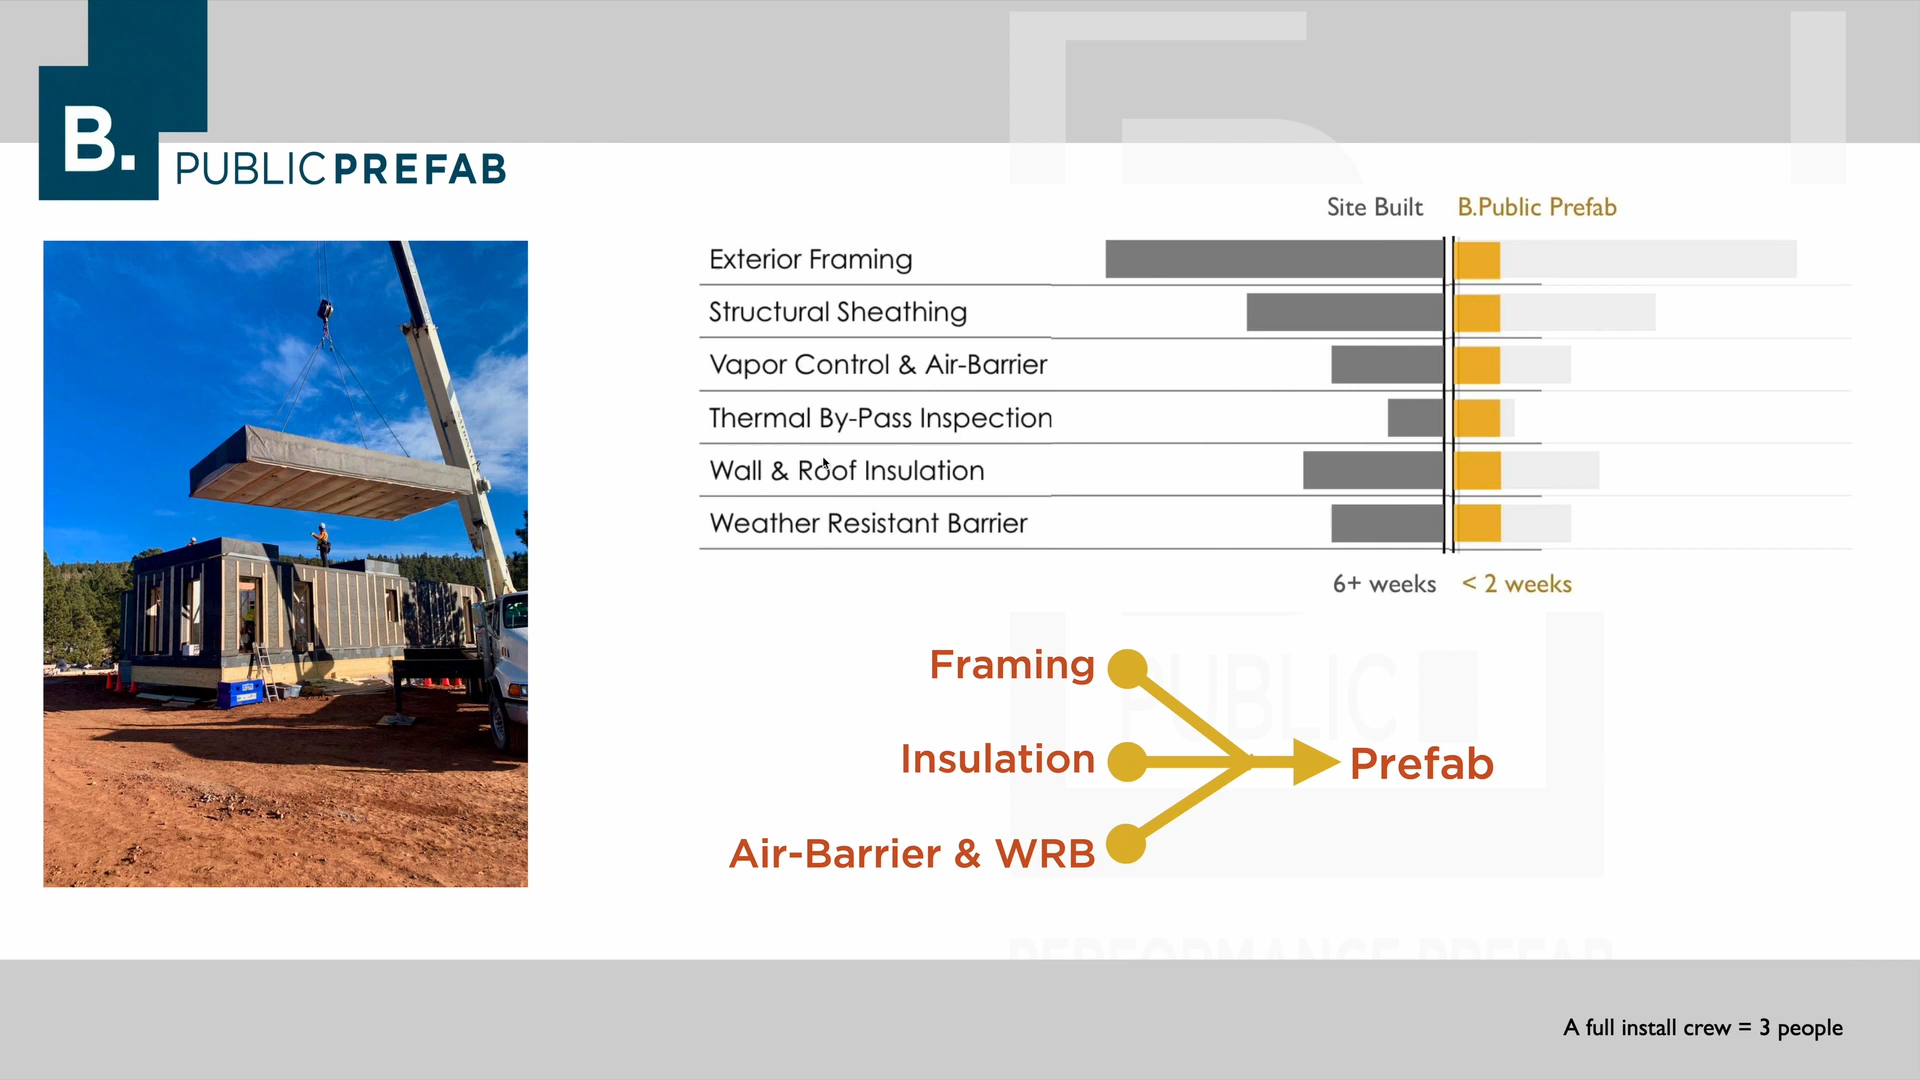 B.
PUBLICPREFAB
Site Built B.Public Prefab
Exterior Framing
Structural Sheathing
Vapor Control & Air-Barrier
Thermal By-Pass Inspection
Wall & Roof Insulation
Weather Resistant Barrier
6+ weeks < 2 weeks
Framing
PUBLIC
Insulation
Prefab
Air-Barrier & WRB
PERFORMANCE PREFAB
A full install crew = 3 people